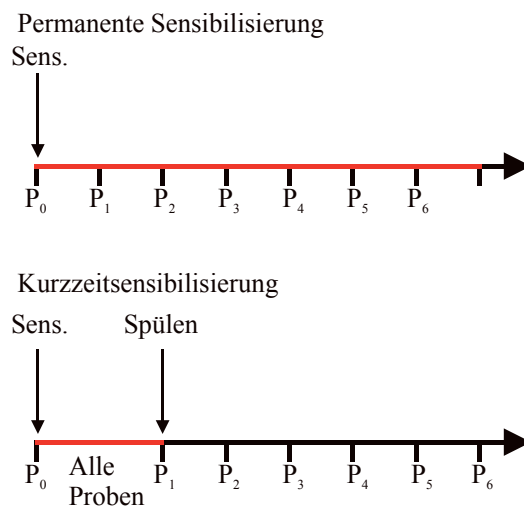 Permanente Sensibilisierung
Sens.
P₀ P₁ P₂ P₃ P₄ P₅ P₆
Kurzzeitsensibilisierung
Sens. Spülen
P₀ Alle P₁ P₂ P₃ P₄ P₅ P₆
Proben